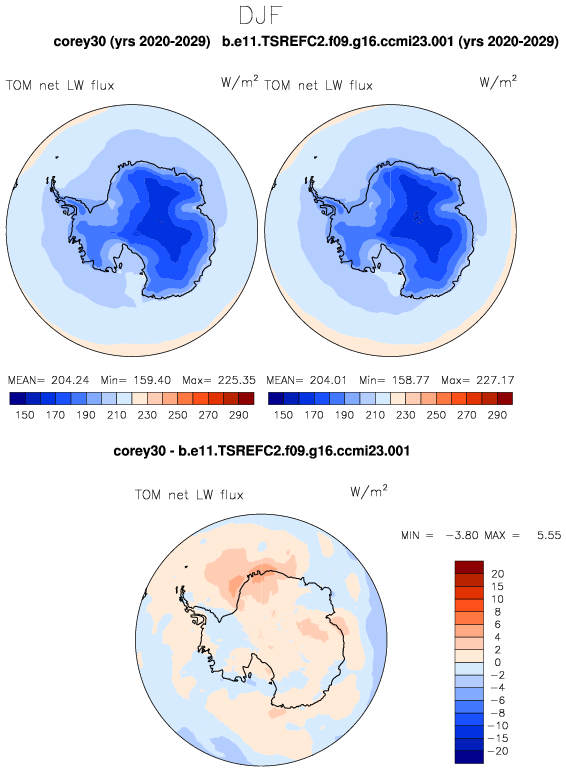 DJF
corey30 (yrs 2020-2029) b.e11.TSREFC2.f09.g16.ccmi23.001 (yrs 2020-2029)
TOM net LW flux W/m² TOM net LW flux W/m²
MEAN= 204.24 Min= 159.40 Max= 225.35 MEAN= 204.01 Min= 158.77 Max= 227.17
150 170 190 210 230 250 270 290 150 170 190 210 230 250 270 290
corey30 - b.e11.TSREFC2.f09.g16.ccmi23.001
TOM net LW flux W/m²
MIN = -3.80 MAX = 5.55
20
15
10
8
6
4
2
0
-2
-4
-6
-8
-10
-15
-20